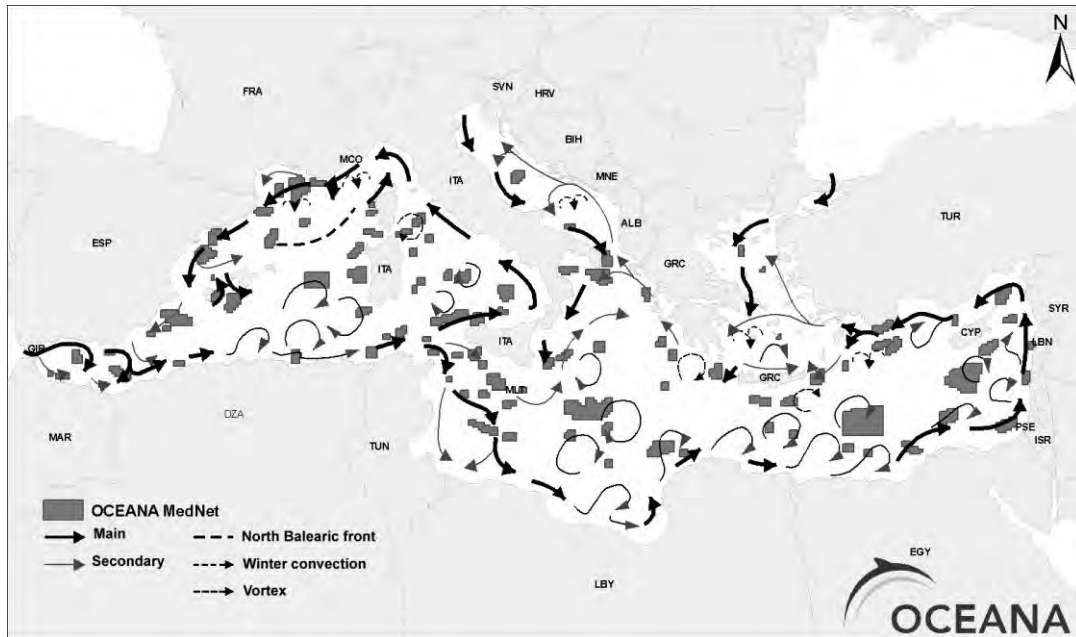 N
FRA
SVN
HRV
BIH
MCO
ITA
MNE
ESP
ALB
TUR
GRC
ITA
SYR
CYP
GIB
ITA
LBN
GRC
DZA
MAR
TUN
PSE
ISR
OCEANA MedNet
Main
North Balearic front
Secondary
Winter convection
Vortex
EGY
LBY
OCEANA